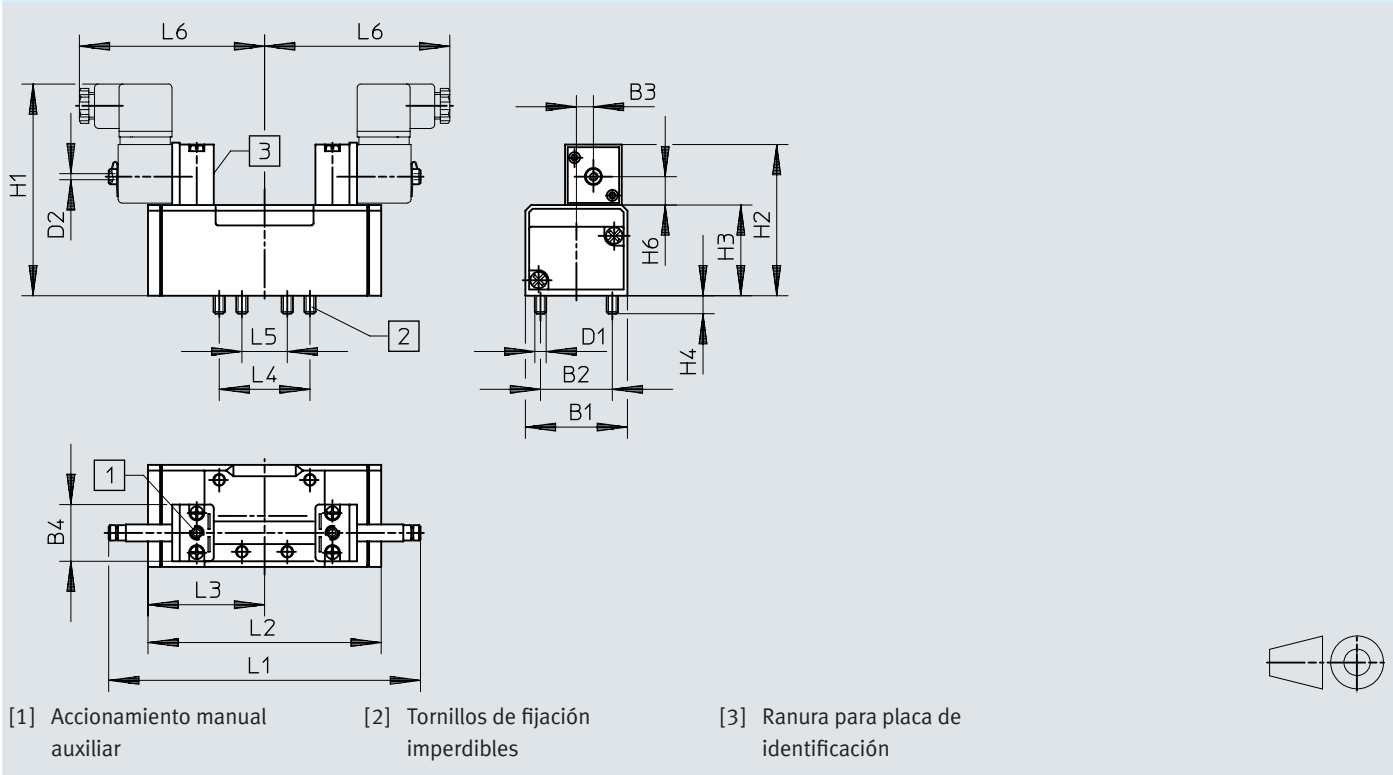 L6 L6
B3
3
H1
D2
H6
H3
H2
L5
2
D1
H4
L4
B2
B1
1
B4
L3
L2
L1
[1] Accionamiento manual
auxiliar
[2] Tornillos de fijación
imperdibles
[3] Ranura para placa de
identificación